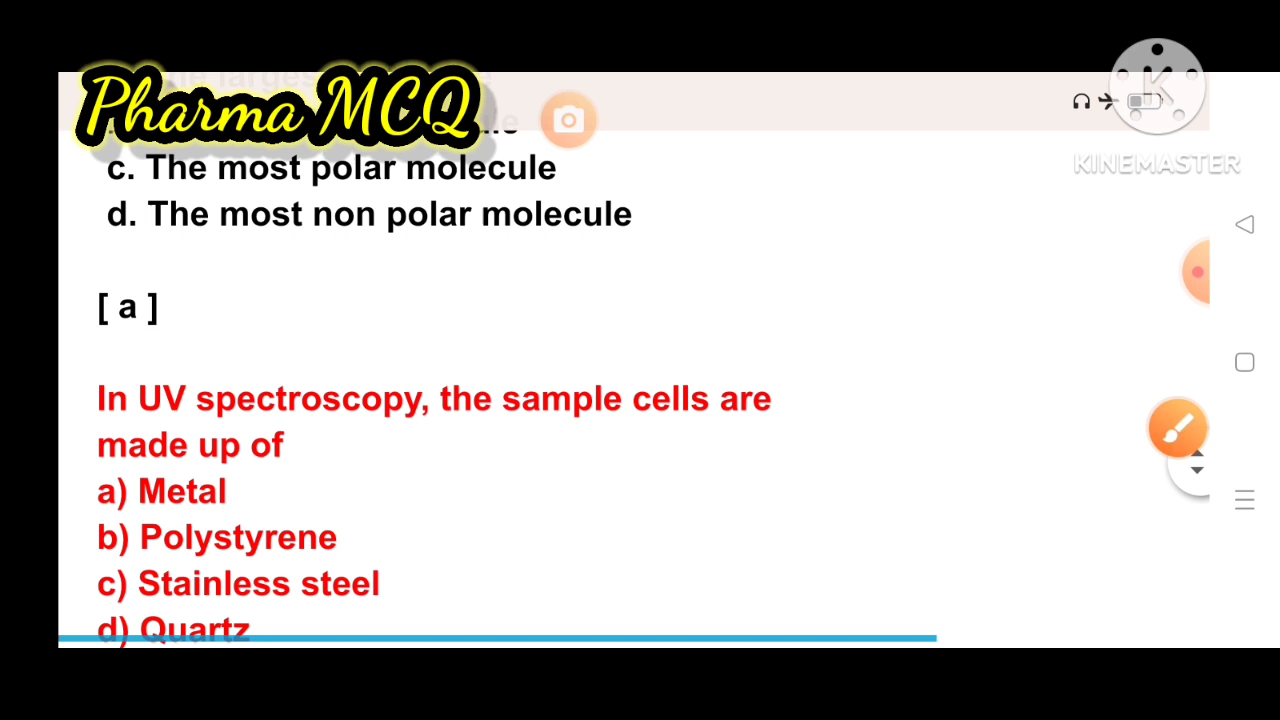 Pharma MCQ
c. The most polar molecule
d. The most non polar molecule
[ a ]
In UV spectroscopy, the sample cells are
made up of
a) Metal
b) Polystyrene
c) Stainless steel
d) Quartz
K
KINEMASTER